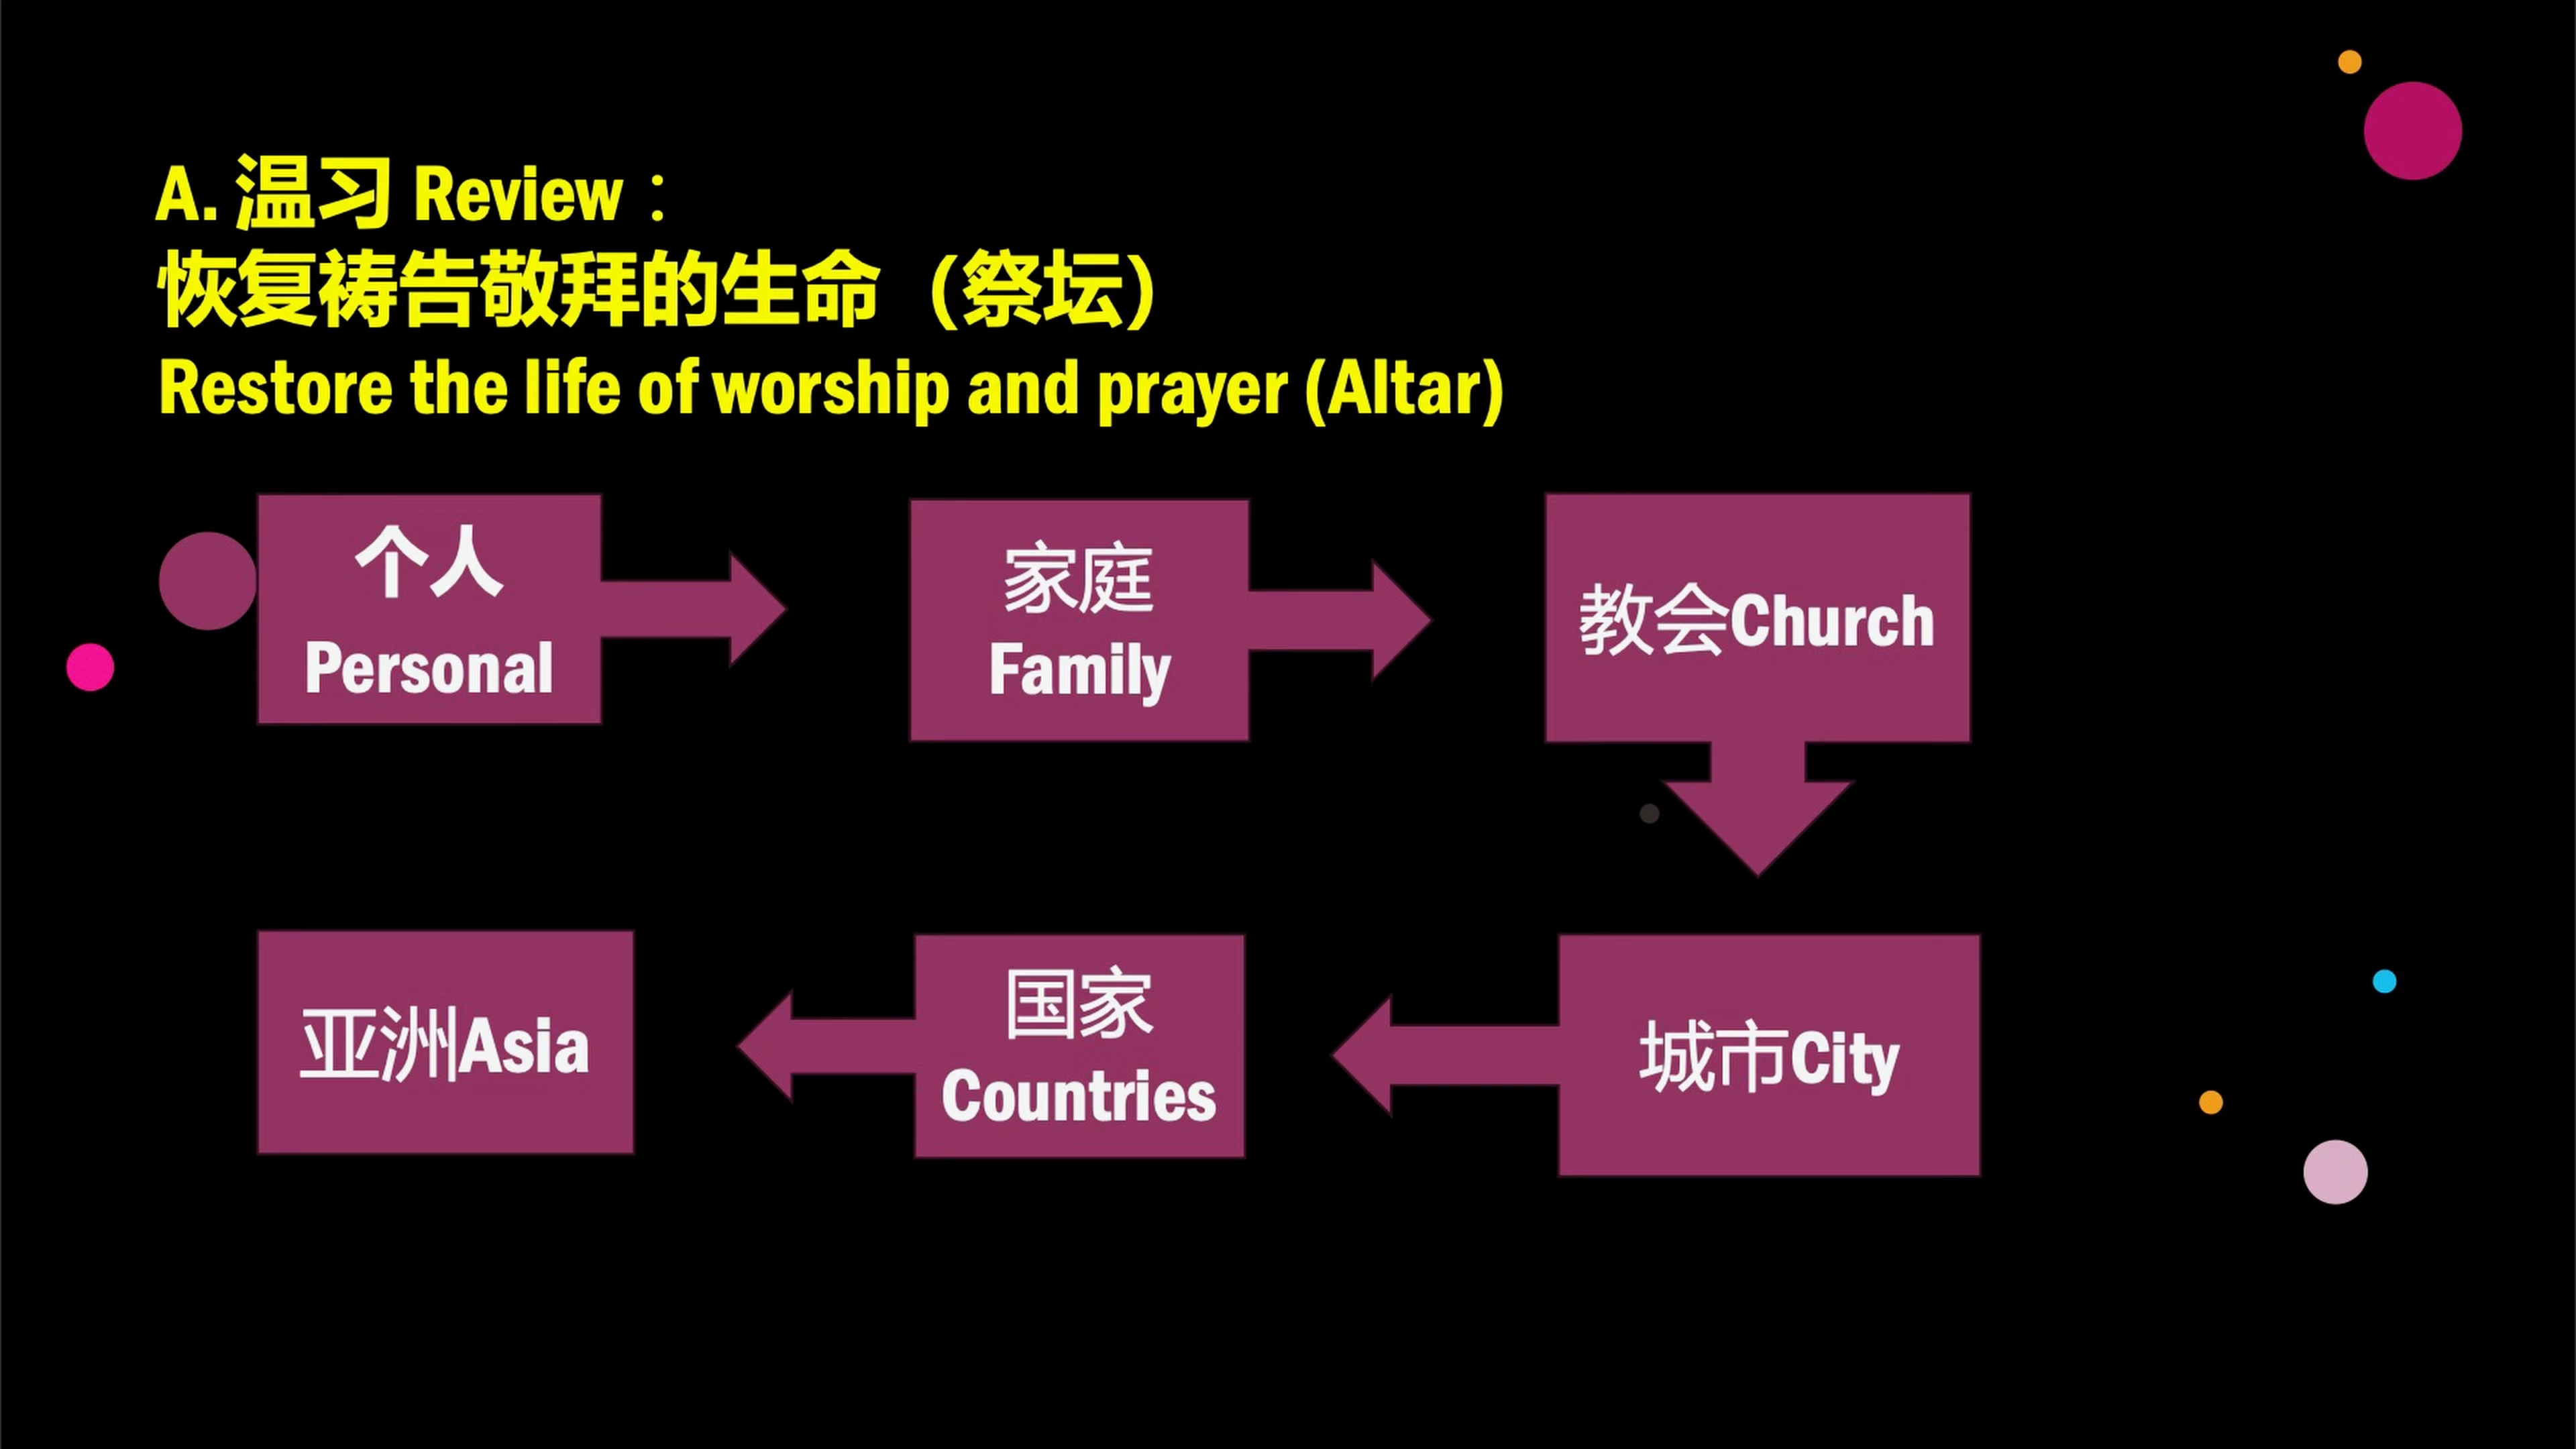 A. 温习 Review：
恢复祷告敬拜的生命（祭坛）
Restore the life of worship and prayer (Altar)
个人
Personal
家庭
Family
教会Church
城市City
国家
Countries
亚洲Asia